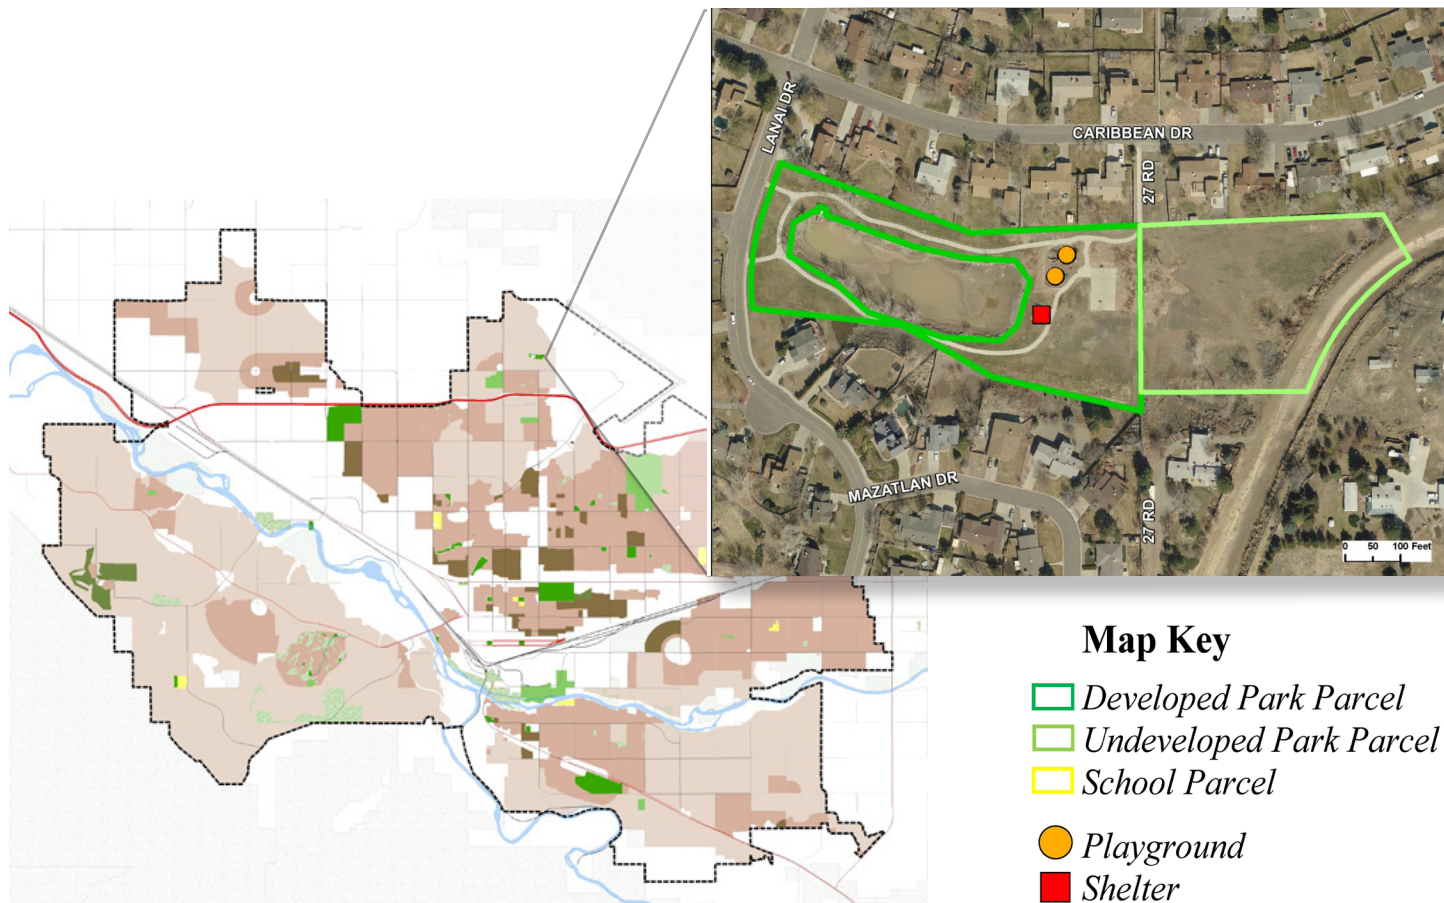 LANAI DR
CARIBBEAN DR
27 RD
MAZATLAN DR
27 RD
0 50 100 Feet
Map Key
Developed Park Parcel
Undeveloped Park Parcel
School Parcel
Playground
Shelter